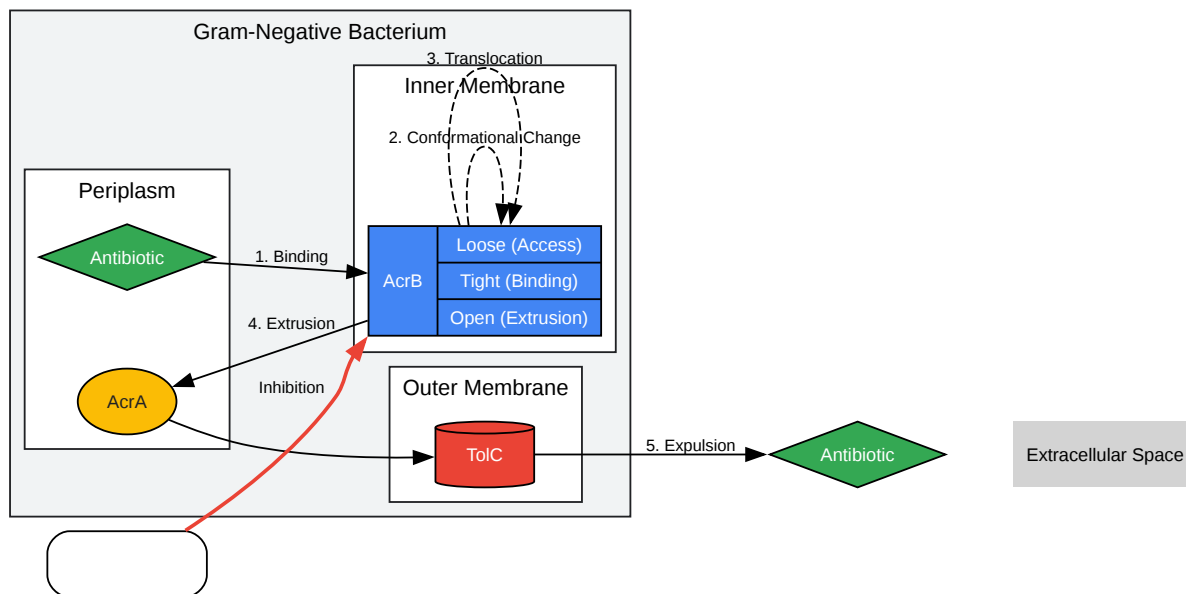 Gram-Negative Bacterium
3. Translocation
Inner Membrane
2. Conformational Change
Periplasm
Antibiotic
1. Binding
AcrB
Loose (Access)
Tight (Binding)
Open (Extrusion)
4. Extrusion
Inhibition
AcrA
Outer Membrane
TolC
5. Expulsion
Antibiotic
Extracellular Space